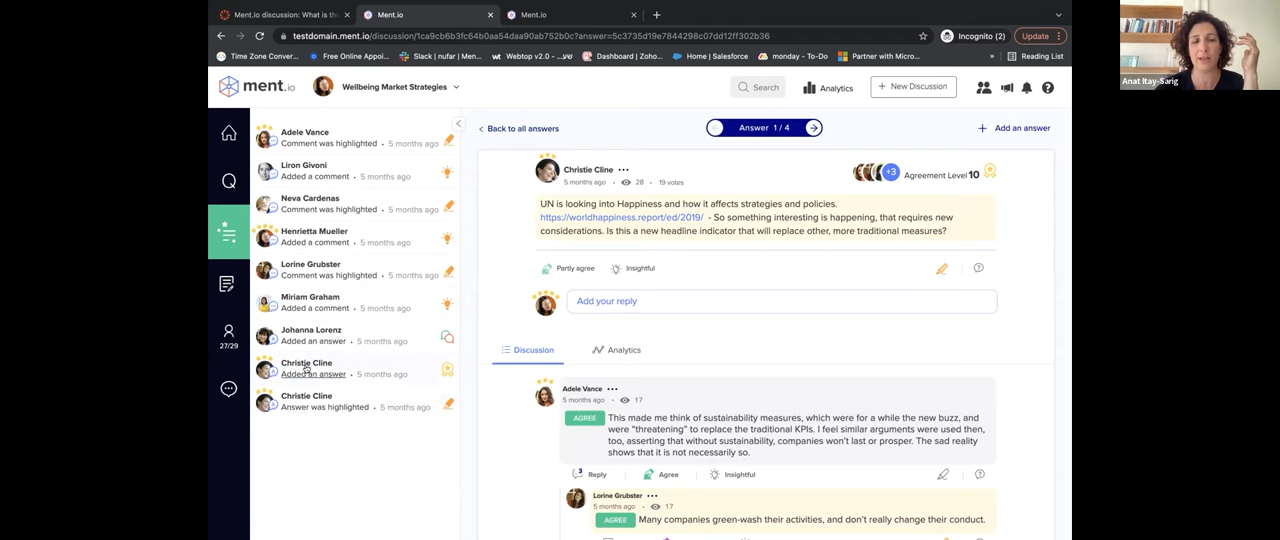 Ment.io discussion: What is the
Ment.io
Ment.io
testdomain.ment.io/discussion/1ca9cb6b3fc64b0aa54daa90ab752b0c?answer=5c3735d19e7844298c07dd12ff302b36
Incognito (2)
Update
Time Zone Conver...
Free Online Appoi...
Slack | nufar | Men...
Webtop v2.0 - שע...
Dashboard | Zoho...
Home | Salesforce
monday - To-Do
Partner with Micro...
Reading List
Anat Itay-Sarig
ment.io
Wellbeing Market Strategies
Search
Analytics
+ New Discussion
Adele Vance
Comment was highlighted • 5 months ago
Liron Givoni
Added a comment • 5 months ago
Neva Cardenas
Comment was highlighted • 5 months ago
Henrietta Mueller
Added a comment • 5 months ago
Lorine Grubster
Comment was highlighted • 5 months ago
Miriam Graham
Added a comment • 5 months ago
Johanna Lorenz
Added an answer • 5 months ago
Christie Cline
Added an answer • 5 months ago
Christie Cline
Answer was highlighted • 5 months ago
Q
27/29
Back to all answers
Answer 1 / 4
+ Add an answer
Christie Cline •••
5 months ago • 28 • 19 votes
+3
Agreement Level 10
UN is looking into Happiness and how it affects strategies and policies.
https://worldhappiness.report/ed/2019/ - So something interesting is happening, that requires new
considerations. Is this a new headline indicator that will replace other, more traditional measures?
Partly agree
Insightful
Add your reply
Discussion
Analytics
Adele Vance •••
5 months ago • 17
AGREE This made me think of sustainability measures, which were for a while the new buzz, and
were "threatening" to replace the traditional KPIs. I feel similar arguments were used then,
too, asserting that without sustainability, companies won't last or prosper. The sad reality
shows that it is not necessarily so.
3 Reply
Agree
Insightful
Lorine Grubster •••
5 months ago • 17
AGREE Many companies green-wash their activities, and don't really change their conduct.